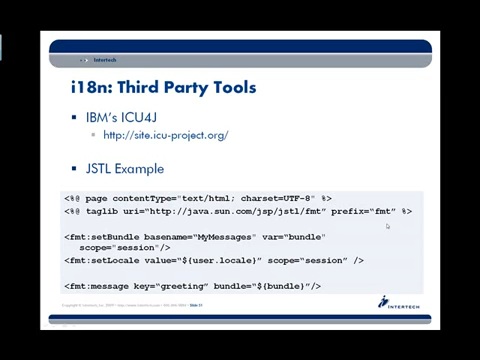 Intertech
i18n: Third Party Tools
IBM's ICU4J
http://site.icu-project.org/
JSTL Example
<%@ page contentType="text/html; charset=UTF-8" %>
<%@ taglib uri="http://java.sun.com/jsp/jstl/fmt" prefix="fmt" %>
<fmt:setBundle basename="MyMessages" var="bundle"
scope="session"/>
<fmt:setLocale value="${user.locale}" scope="session" />
<fmt:message key="greeting" bundle="${bundle}"/>
INTERTECH